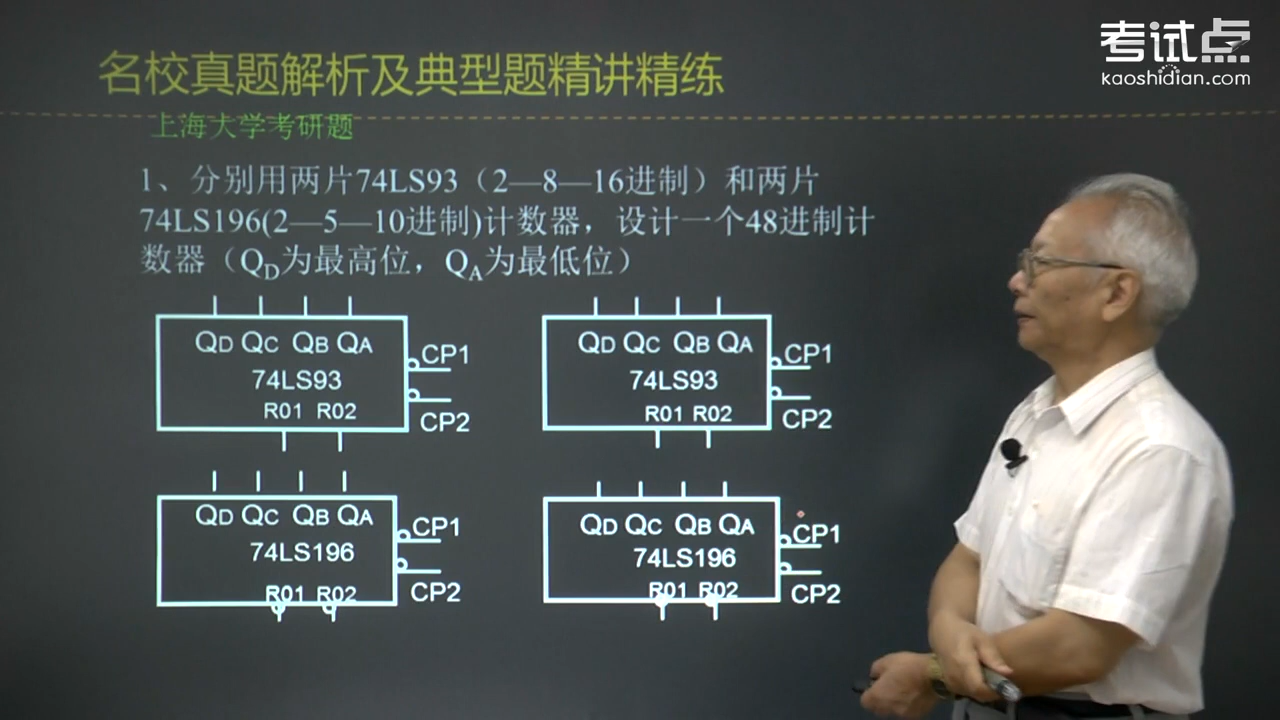 考试点
kaoshidian.com
名校真题解析及典型题精讲精练
上海大学考研题
1、分别用两片74LS93（2—8—16进制）和两片
74LS196(2—5—10进制)计数器，设计一个48进制计
数器（QD为最高位，QA为最低位）
QD QC QB QA
74LS93
R01 R02
CP1
CP2
QD QC QB QA
74LS93
R01 R02
CP1
CP2
QD QC QB QA
74LS196
R01 R02
CP1
CP2
QD QC QB QA
74LS196
R01 R02
CP1
CP2